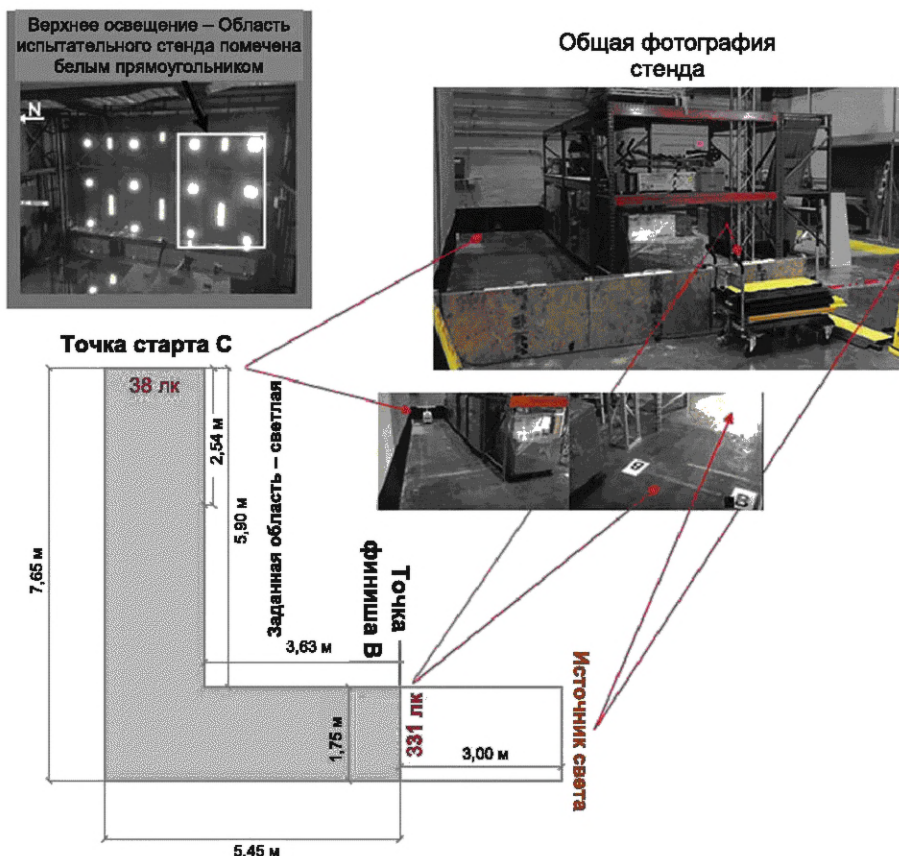 Верхнее освещение – Область
испытательного стенда помечена
белым прямоугольником
N
Общая фотография
стенда
Точка старта C
38 лк
2,54 м
5,90 м
Заданная область – светлая
7,65 м
Точка
финиша B
3,63 м
331 лк
1,75 м
3,00 м
Источник света
5,45 м
B
B